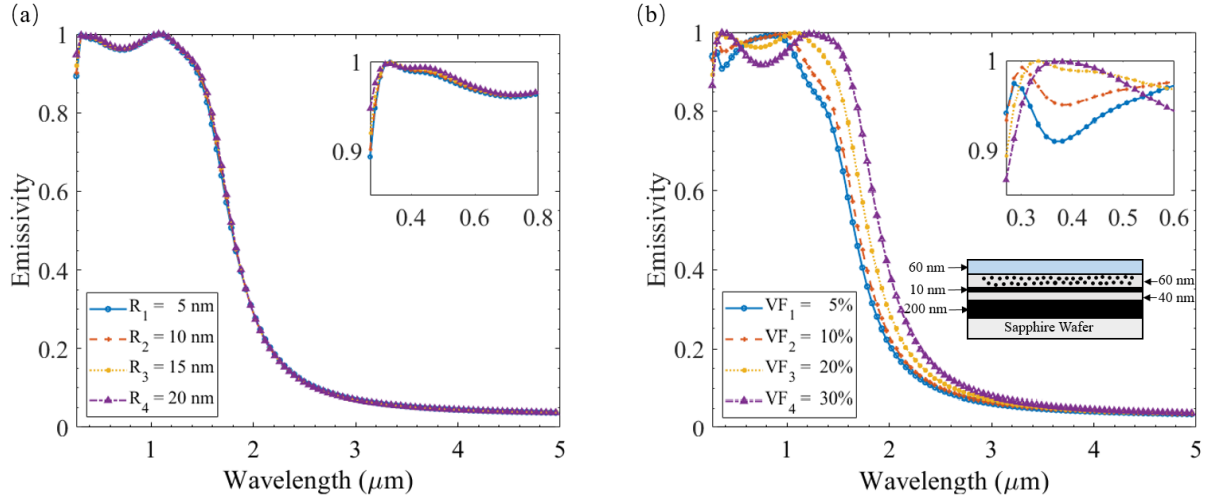 (a)
Emissivity
1
0.8
0.6
0.4
0.2
0
1
2
3
4
5
Wavelength (μm)
R1 = 5 nm
R2 = 10 nm
R3 = 15 nm
R4 = 20 nm
1
0.9
0.4
0.6
0.8
(b)
Emissivity
1
0.8
0.6
0.4
0.2
0
1
2
3
4
5
Wavelength (μm)
VF1 = 5%
VF2 = 10%
VF3 = 20%
VF4 = 30%
1
0.9
0.3
0.4
0.5
0.6
60 nm
60 nm
10 nm
40 nm
200 nm
Sapphire Wafer